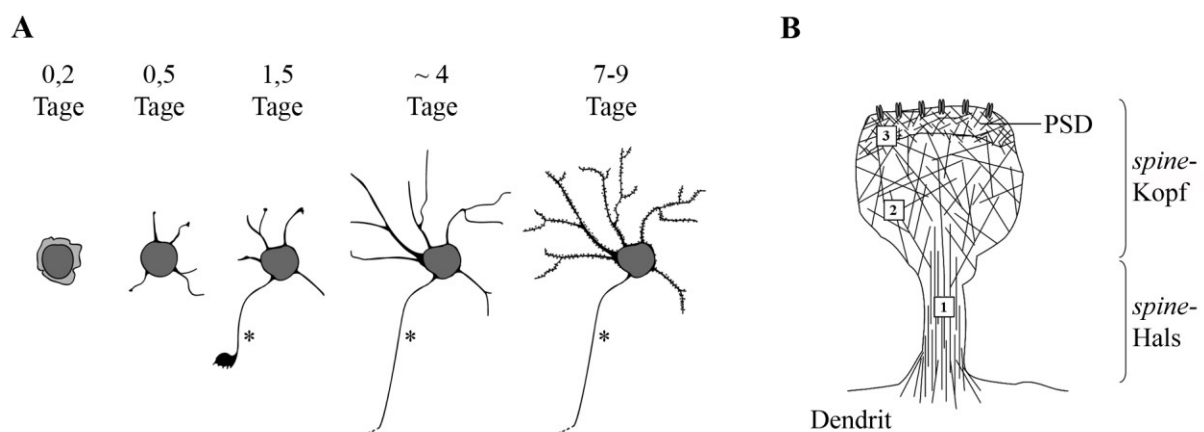 A
B
0,2
Tage
0,5
Tage
1,5
Tage
~ 4
Tage
7-9
Tage
*
*
*
3
PSD
spine-
Kopf
2
1
spine-
Hals
Dendrit